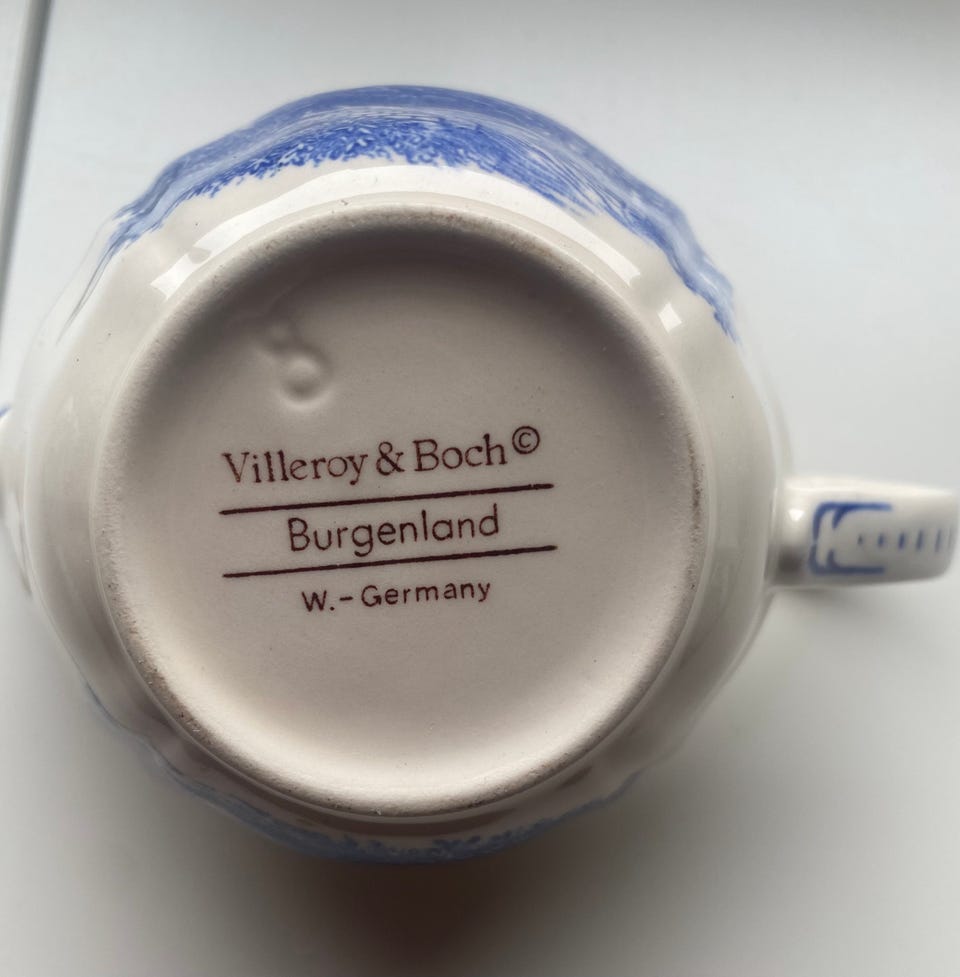 Villeroy & Boch©
Burgenland
W.-Germany